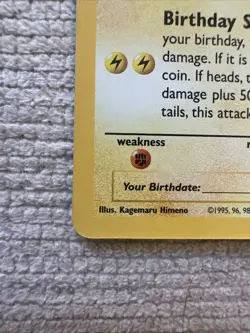 Birthday S
your birthday,
damage. If it is
coin. If heads, t
damage plus 50
tails, this attac
weakness
Your Birthdate:
Illus. Kagemaru Himeno ©1995, 96, 98